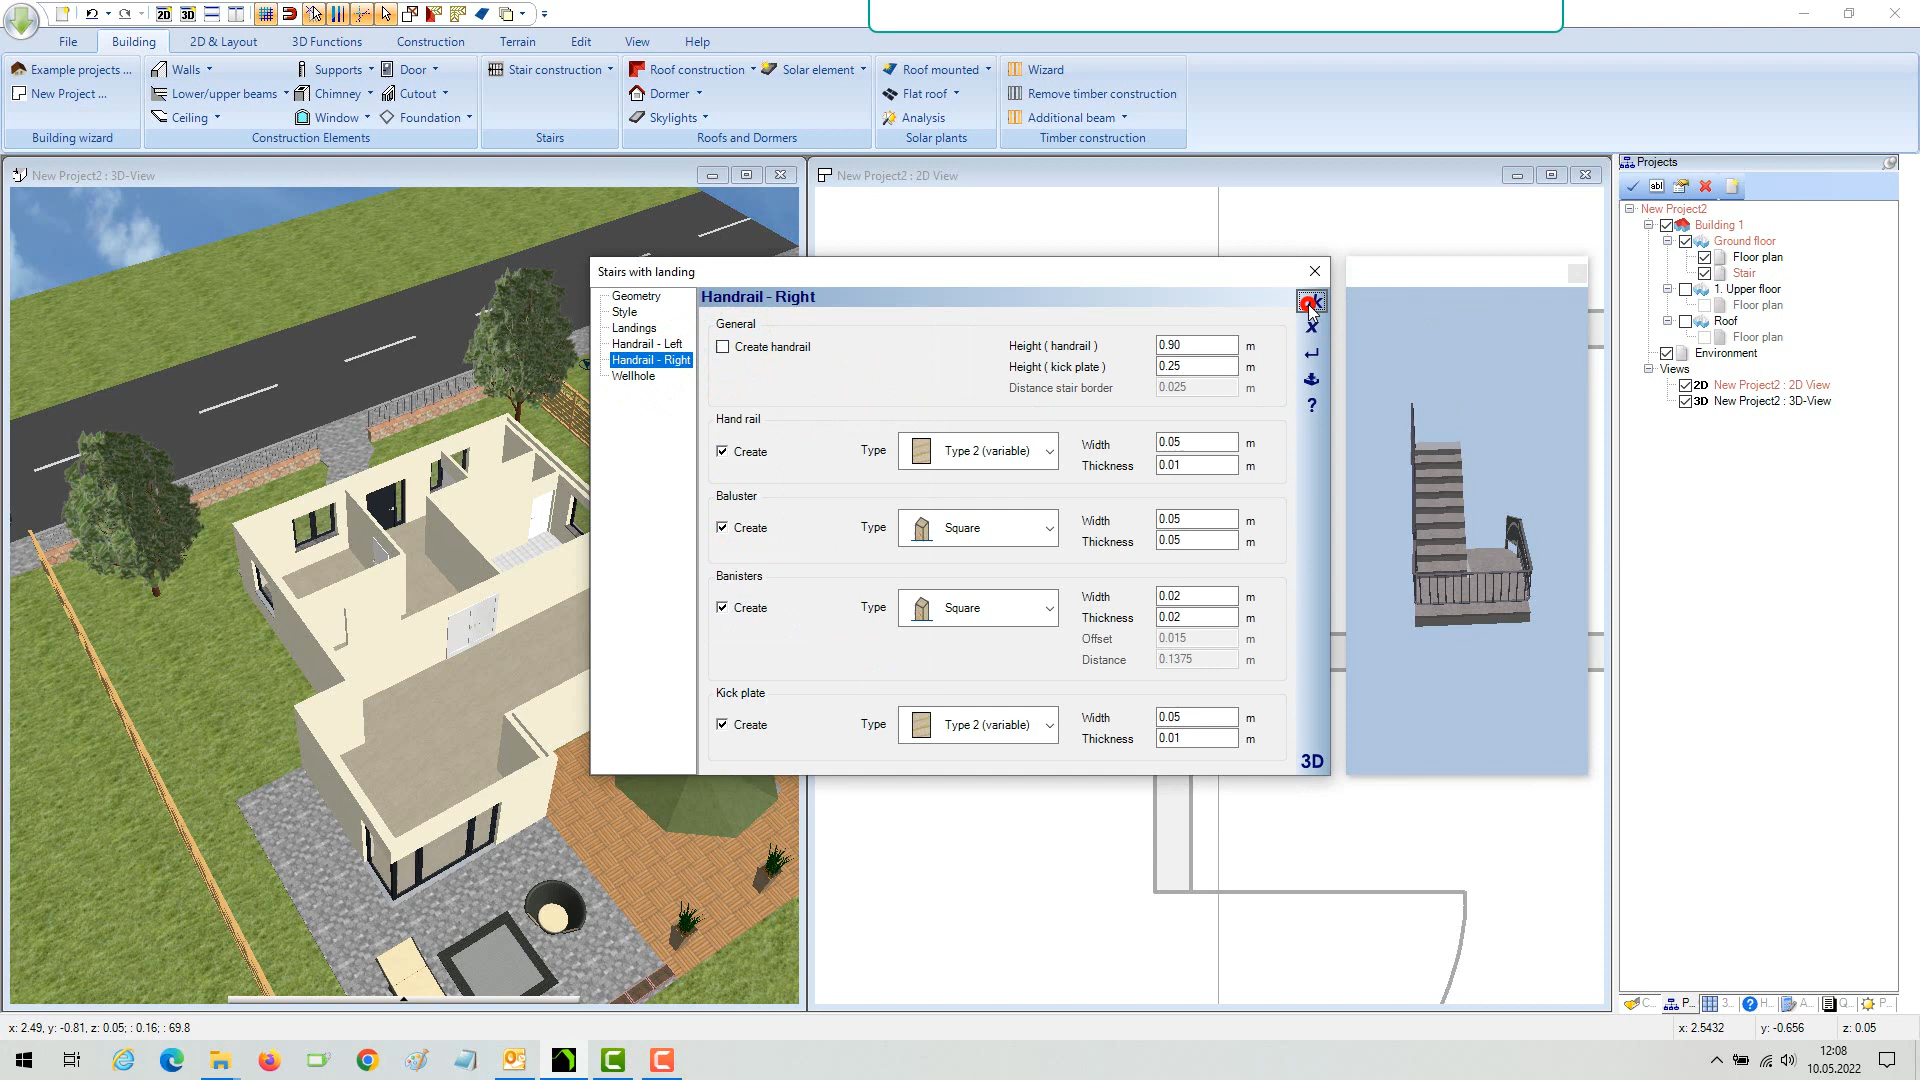 File Building 2D & Layout 3D Functions Construction Terrain Edit View Help
Example projects ... Walls Supports Door Stair construction Roof construction Solar element Roof mounted Wizard
New Project ... Lower/upper beams Chimney Cutout Dormer Flat roof Remove timber construction
Ceiling Window Foundation Skylights Analysis Additional beam
Building wizard Construction Elements Stairs Roofs and Dormers Solar plants Timber construction
New Project2 : 3D-View
New Project2 : 2D View
Projects
New Project2
Building 1
Ground floor
Floor plan
Stair
1. Upper floor
Floor plan
Roof
Floor plan
Environment
Views
2D New Project2 : 2D View
3D New Project2 : 3D-View
Stairs with landing
Geometry
Style
Landings
Handrail - Left
Handrail - Right
Wellhole
Handrail - Right
General
Create handrail
Height ( handrail ) 0.90 m
Height ( kick plate ) 0.25 m
Distance stair border 0.025 m
Hand rail
Create Type Type 2 (variable)
Width 0.05 m
Thickness 0.01 m
Baluster
Create Type Square
Width 0.05 m
Thickness 0.05 m
Banisters
Create Type Square
Width 0.02 m
Thickness 0.02 m
Offset 0.015 m
Distance 0.1375 m
Kick plate
Create Type Type 2 (variable)
Width 0.05 m
Thickness 0.01 m
x
?
3D
C... P... 3... H... A... Q... P...
x: 2.49, y: -0.81, z: 0.05; : 0.16; : 69.8
x: 2.5432 y: -0.656 z: 0.05
12:08
10.05.2022